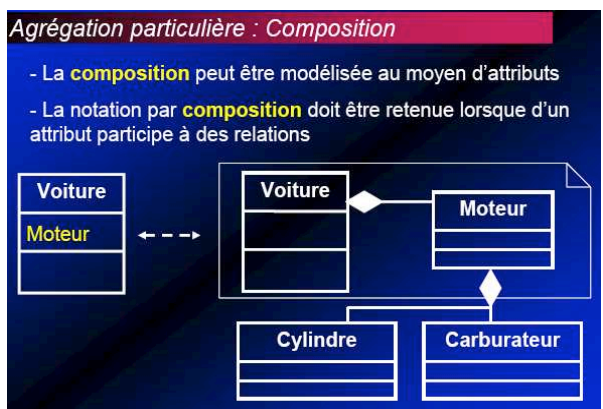 Agrégation particulière : Composition
- La composition peut être modélisée au moyen d'attributs
- La notation par composition doit être retenue lorsque d'un
attribut participe à des relations
Voiture
Moteur
Voiture
Moteur
Cylindre
Carburateur